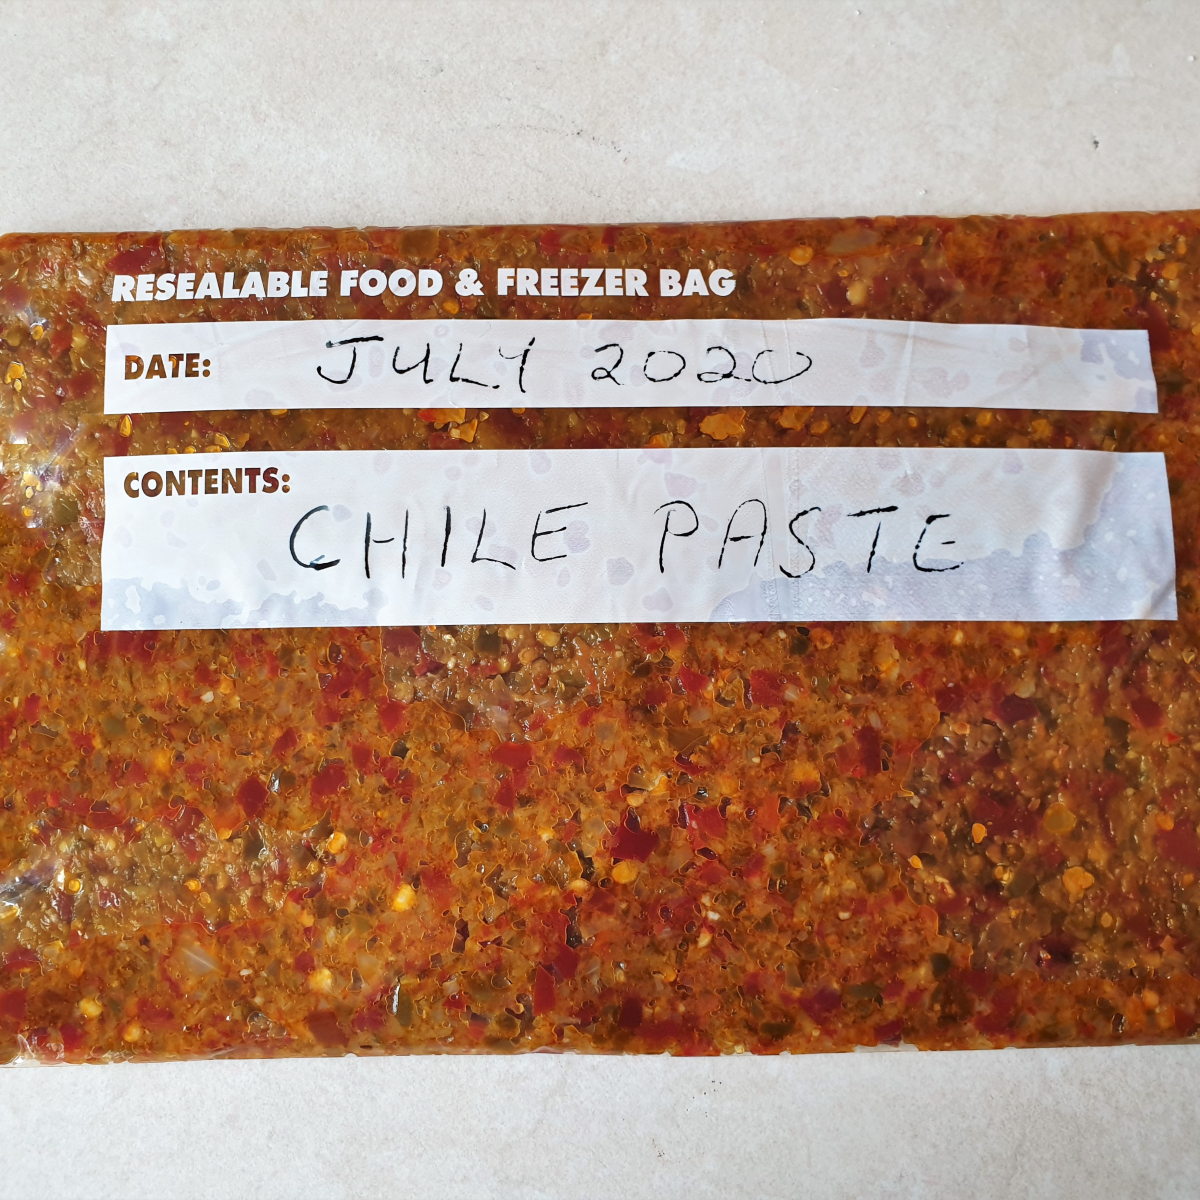 RESEALABLE FOOD & FREEZER BAG
DATE: JULY 2020
CONTENTS:
CHILE PASTE